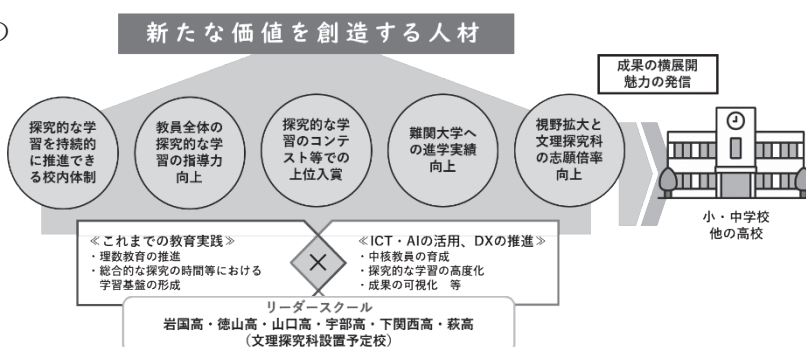 新たな価値を創造する人材
成果の横展開
魅力の発信
探究的な学
習を持続的
に推進でき
る校内体制
教員全体の
探究的な学
習の指導力
向上
探究的な学
習のコンテ
スト等での
上位入賞
難関大学へ
の進学実績
向上
視野拡大と
文理探究科
の志願倍率
向上
小・中学校
他の高校
≪これまでの教育実践≫
・理数教育の推進
・総合的な探究の時間等における
学習基盤の形成
×
≪ICT・AIの活用、DXの推進≫
・中核教員の育成
・探究的な学習の高度化
・成果の可視化　等
リーダースクール
岩国高・徳山高・山口高・宇部高・下関西高・萩高
（文理探究科設置予定校）